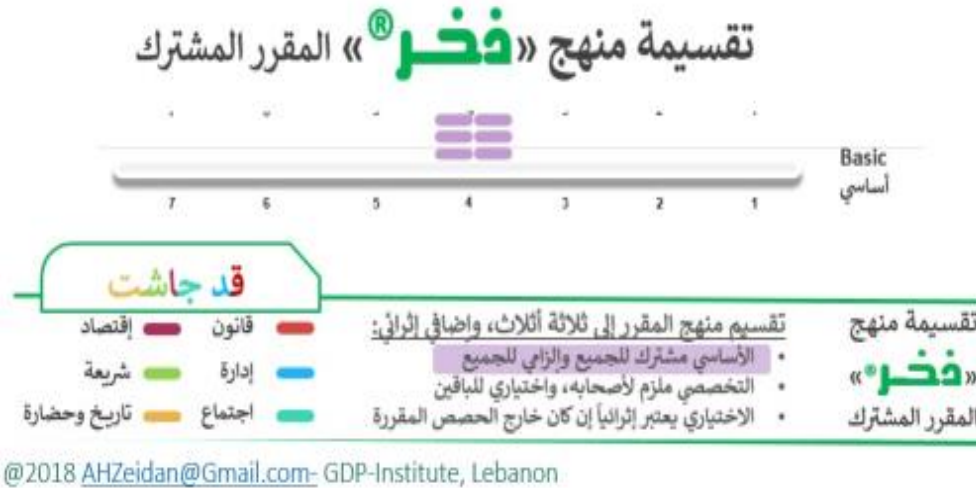 تقسيمة منهج «فخر®» المقرر المشترك
Basic
أساسي
7 6 5 4 3 2 1
قد جاشت
قانون إقتصاد
إدارة شريعة
اجتماع تاريخ وحضارة
تقسيم منهج المقرر إلى ثلاثة أثلاث، واضافي إثرائي:
• الأساسي مشترك للجميع والزامي للجميع
• التخصصي ملزم لأصحابه، واختياري للباقين
• الاختياري يعتبر إثرائياً إن كان خارج الحصص المقررة
تقسيمة منهج
«فخر®»
المقرر المشترك
@2018 AHZeidan@Gmail.com- GDP-Institute, Lebanon